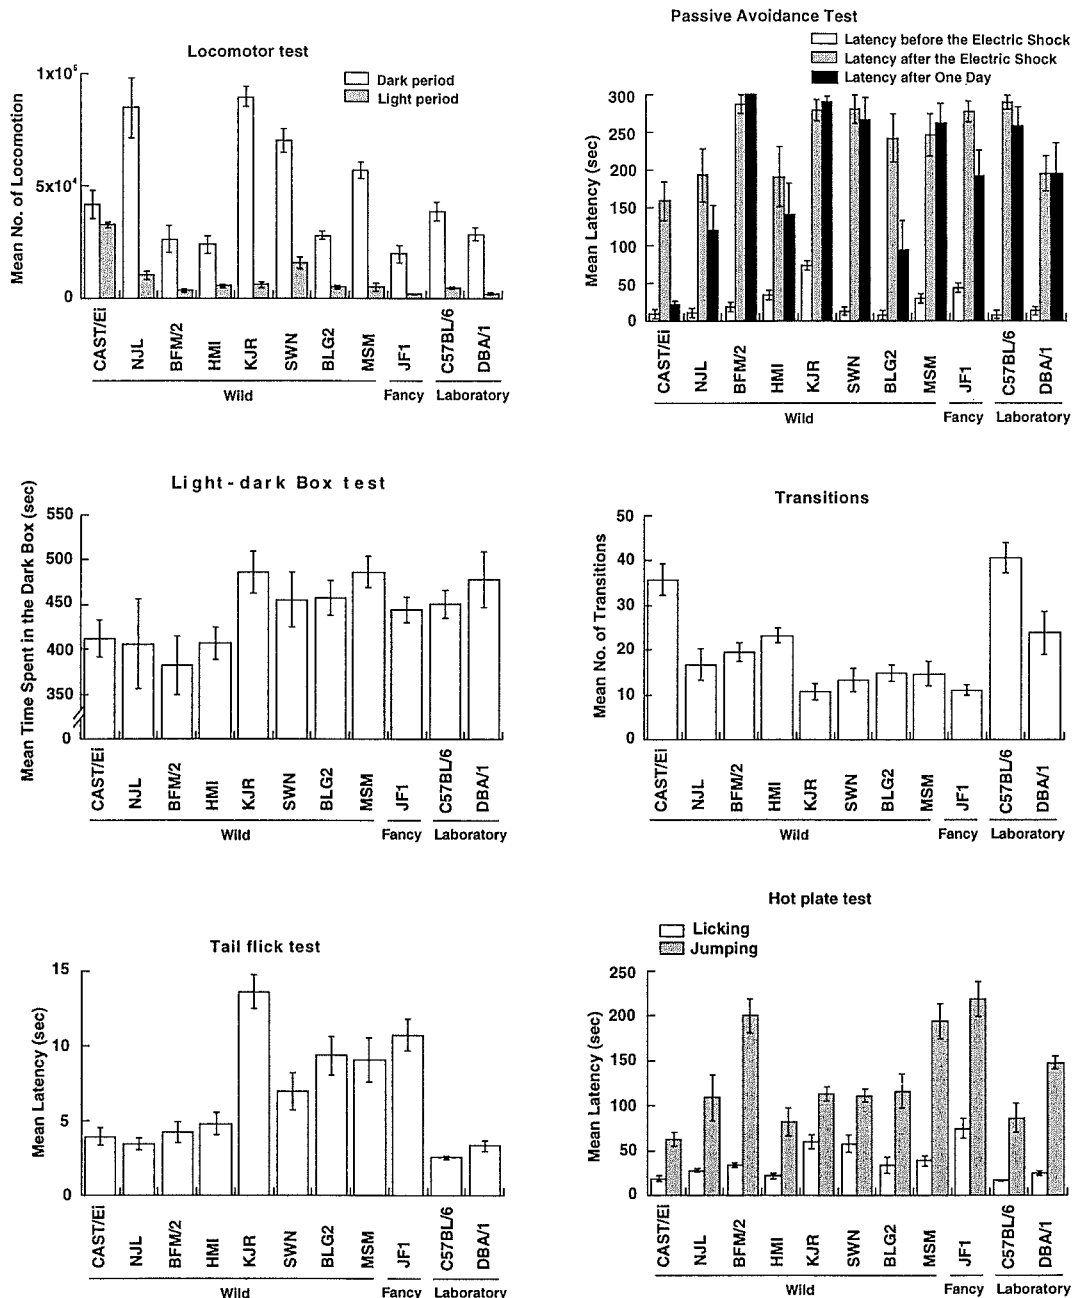 Locomotor test
Mean No. of Locomotion
1x10⁵
5x10⁴
0
Dark period
Light period
CAST/Ei
NJL
BFM/2
HMI
KJR
SWN
BLG2
MSM
JF1
C57BL/6
DBA/1
Wild
Fancy
Laboratory
Passive Avoidance Test
Latency before the Electric Shock
Latency after the Electric Shock
Latency after One Day
Mean Latency (sec)
300
250
200
150
100
50
0
CAST/Ei
NJL
BFM/2
HMI
KJR
SWN
BLG2
MSM
JF1
C57BL/6
DBA/1
Wild
Fancy
Laboratory
Light-dark Box test
Mean Time Spent in the Dark Box (sec)
500
500
450
400
350
0
CAST/Ei
NJL
BFM/2
HMI
KJR
SWN
BLG2
MSM
JF1
C57BL/6
DBA/1
Wild
Fancy
Laboratory
Transitions
Mean No. of Transitions
50
40
30
20
10
0
CAST/Ei
NJL
BFM/2
HMI
KJR
SWN
BLG2
MSM
JF1
C57BL/6
DBA/1
Wild
Fancy
Laboratory
Tail flick test
Mean Latency (sec)
15
10
5
0
CAST/Ei
NJL
BFM/2
HMI
KJR
SWN
BLG2
MSM
JF1
C57BL/6
DBA/1
Wild
Fancy
Laboratory
Hot plate test
Licking
Jumping
Mean Latency (sec)
250
200
150
100
50
0
CAST/Ei
NJL
BFM/2
HMI
KJR
SWN
BLG2
MSM
JF1
C57BL/6
DBA/1
Wild
Fancy
Laboratory